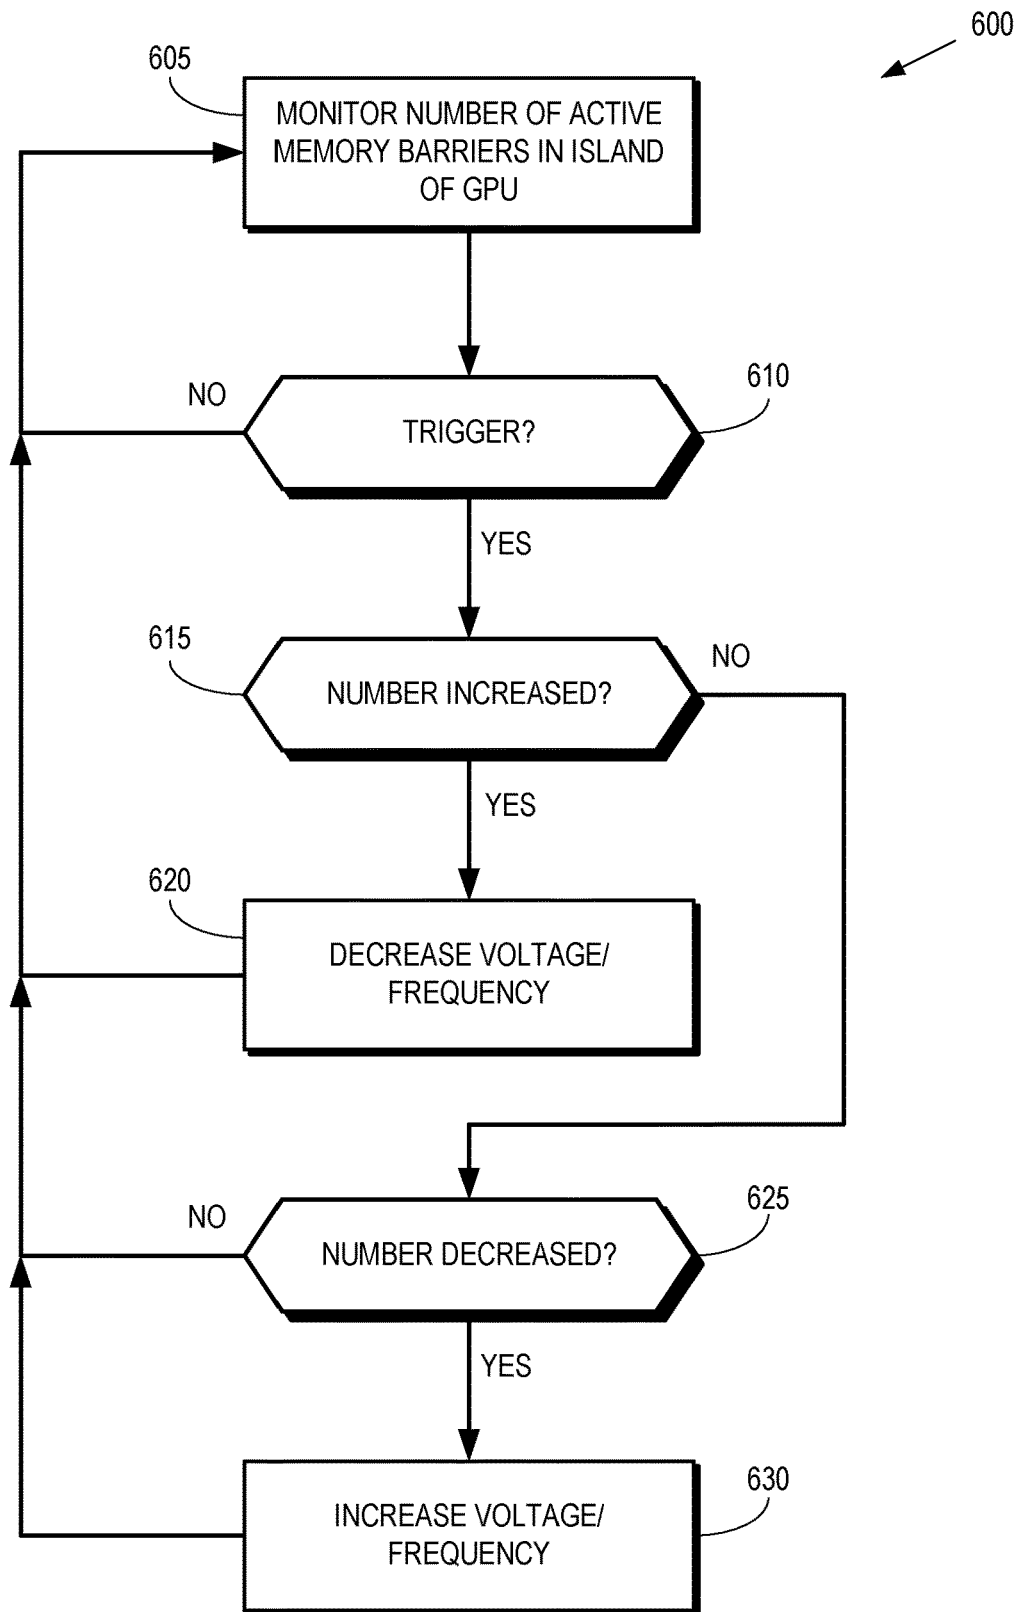 600
605
MONITOR NUMBER OF ACTIVE
MEMORY BARRIERS IN ISLAND
OF GPU
NO
610
TRIGGER?
YES
615
NO
NUMBER INCREASED?
YES
620
DECREASE VOLTAGE/
FREQUENCY
NO
625
NUMBER DECREASED?
YES
630
INCREASE VOLTAGE/
FREQUENCY